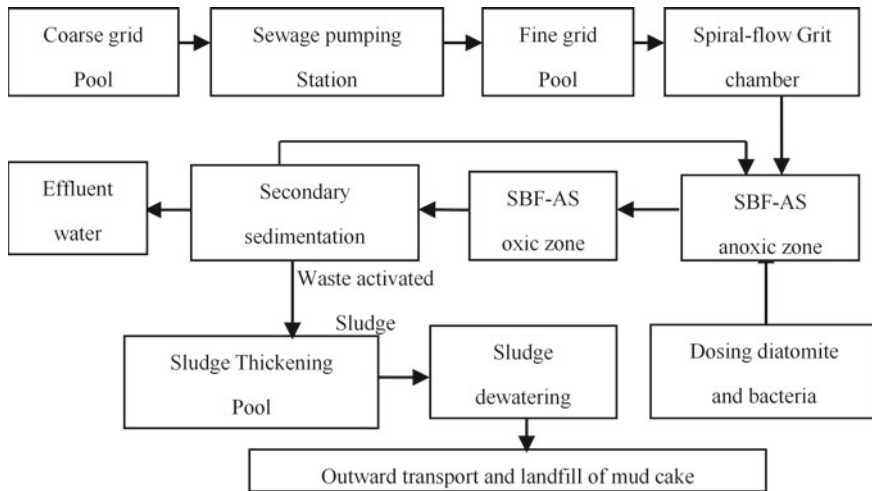 Coarse grid
Pool
Sewage pumping
Station
Fine grid
Pool
Spiral-flow Grit
chamber
Effluent
water
Secondary
sedimentation
SBF-AS
oxic zone
SBF-AS
anoxic zone
Waste activated
Sludge
Sludge Thickening
Pool
Sludge
dewatering
Dosing diatomite
and bacteria
Outward transport and landfill of mud cake